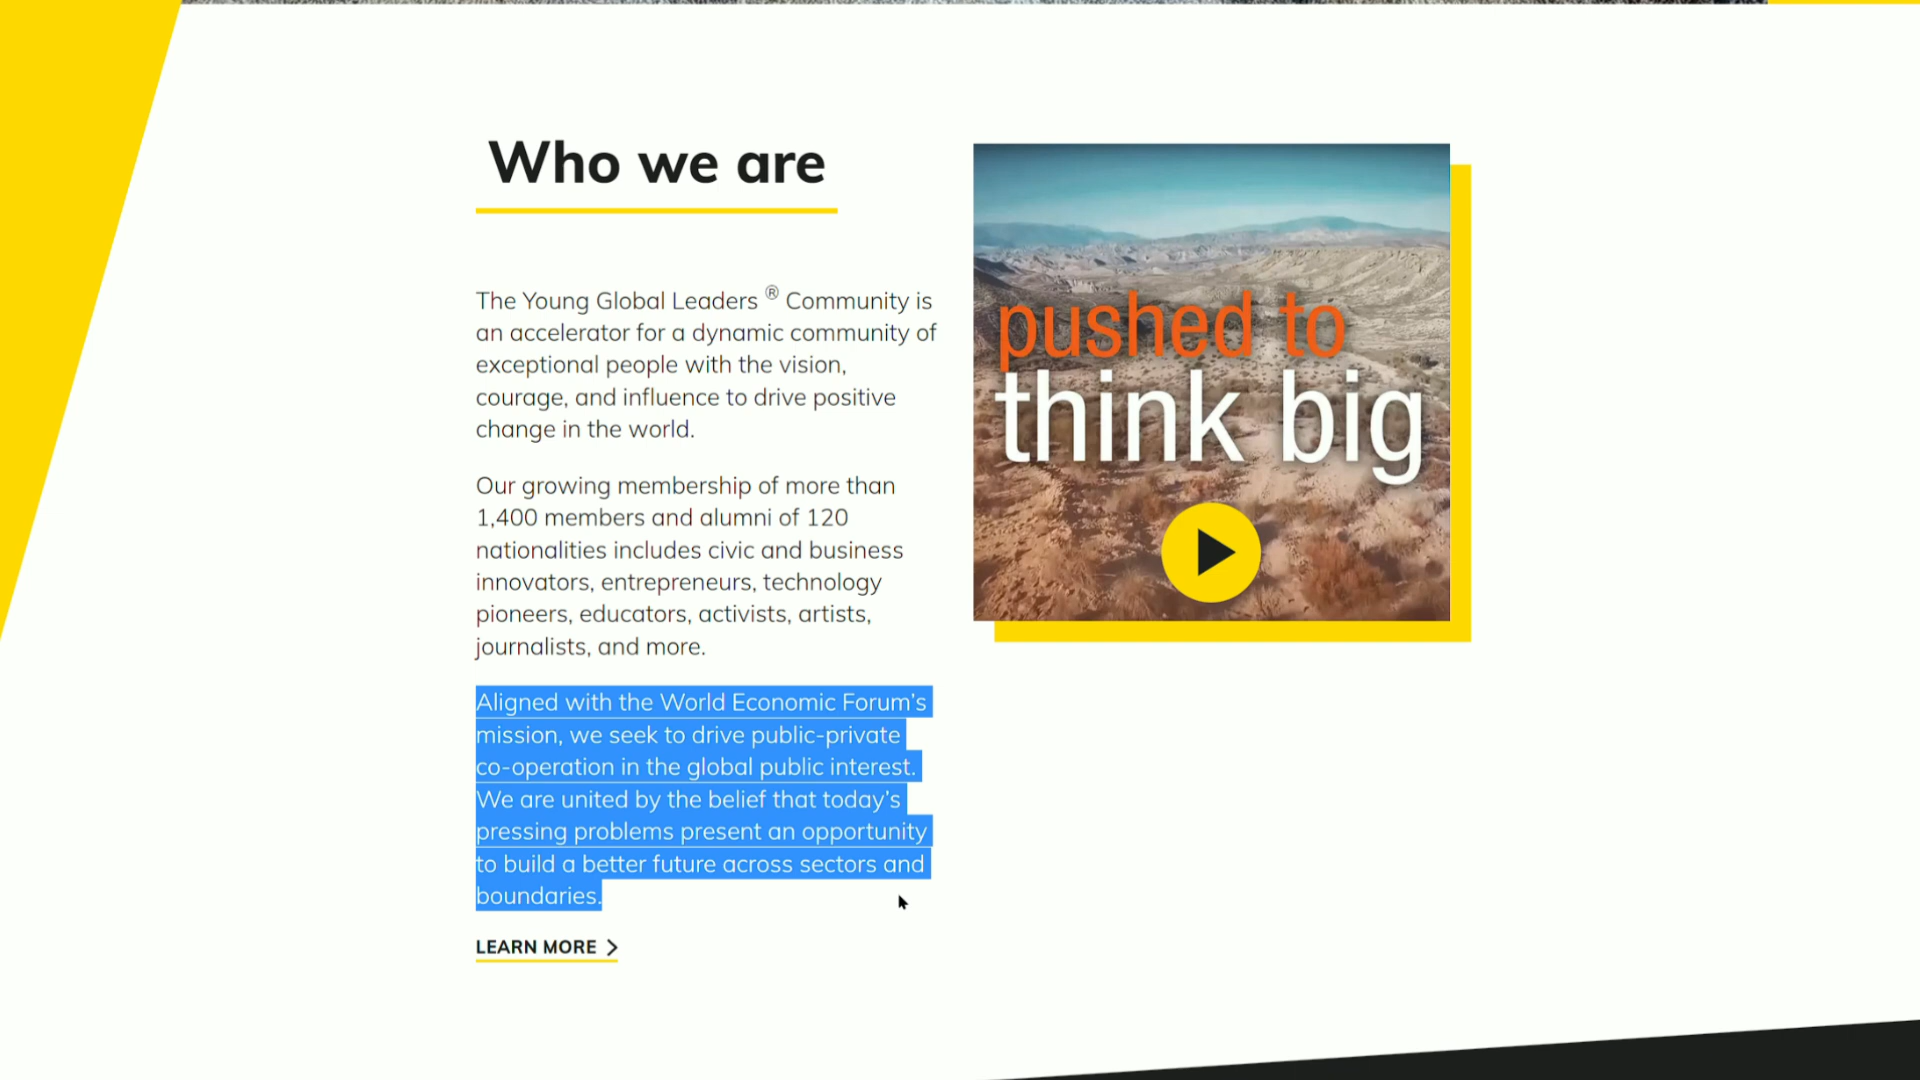 Who we are
The Young Global Leaders ® Community is
an accelerator for a dynamic community of
exceptional people with the vision,
courage, and influence to drive positive
change in the world.
Our growing membership of more than
1,400 members and alumni of 120
nationalities includes civic and business
innovators, entrepreneurs, technology
pioneers, educators, activists, artists,
journalists, and more.
Aligned with the World Economic Forum’s
mission, we seek to drive public-private
co-operation in the global public interest.
We are united by the belief that today’s
pressing problems present an opportunity
to build a better future across sectors and
boundaries.
LEARN MORE
pushed to
think big